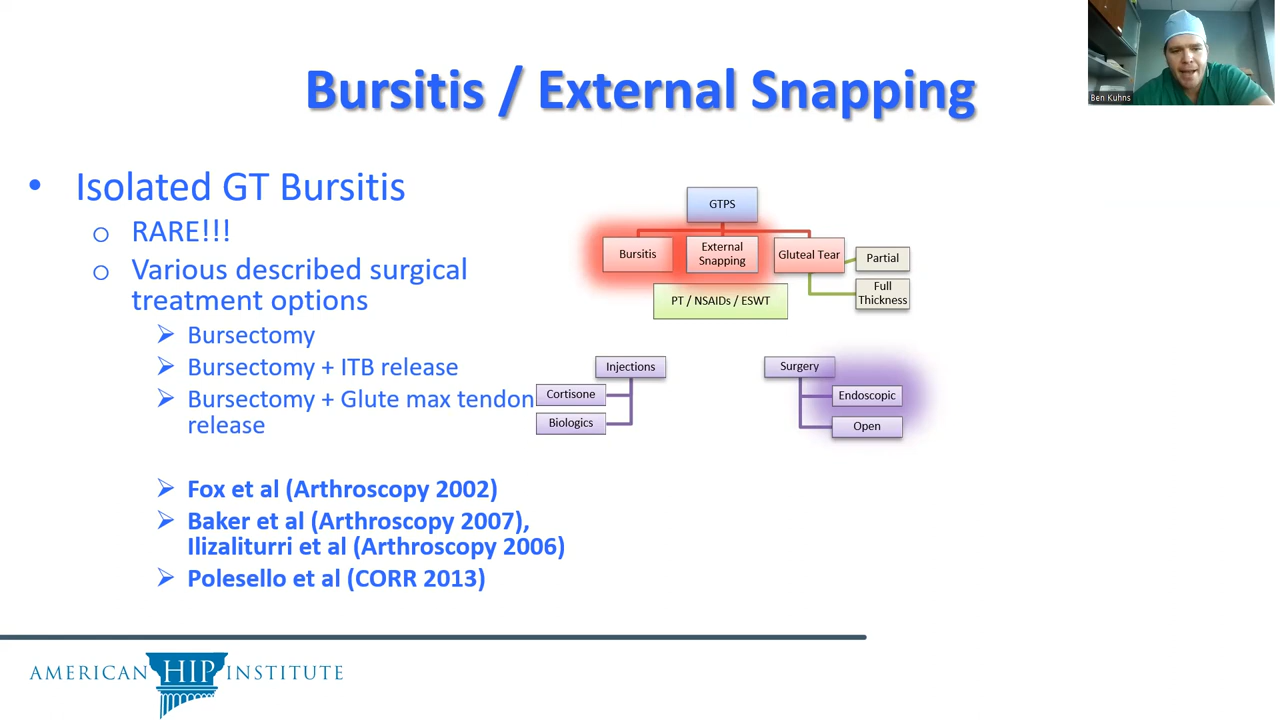 Bursitis / External Snapping
Ben Kuhns
• Isolated GT Bursitis
o RARE!!!
o Various described surgical
treatment options
➢ Bursectomy
➢ Bursectomy + ITB release
➢ Bursectomy + Glute max tendon
release
➢ Fox et al (Arthroscopy 2002)
➢ Baker et al (Arthroscopy 2007),
Ilizaliturri et al (Arthroscopy 2006)
➢ Polesello et al (CORR 2013)
GTPS
Bursitis
External
Snapping
Gluteal Tear
Partial
Full
Thickness
PT / NSAIDs / ESWT
Injections
Cortisone
Biologics
Surgery
Endoscopic
Open
AMERICAN HIP INSTITUTE